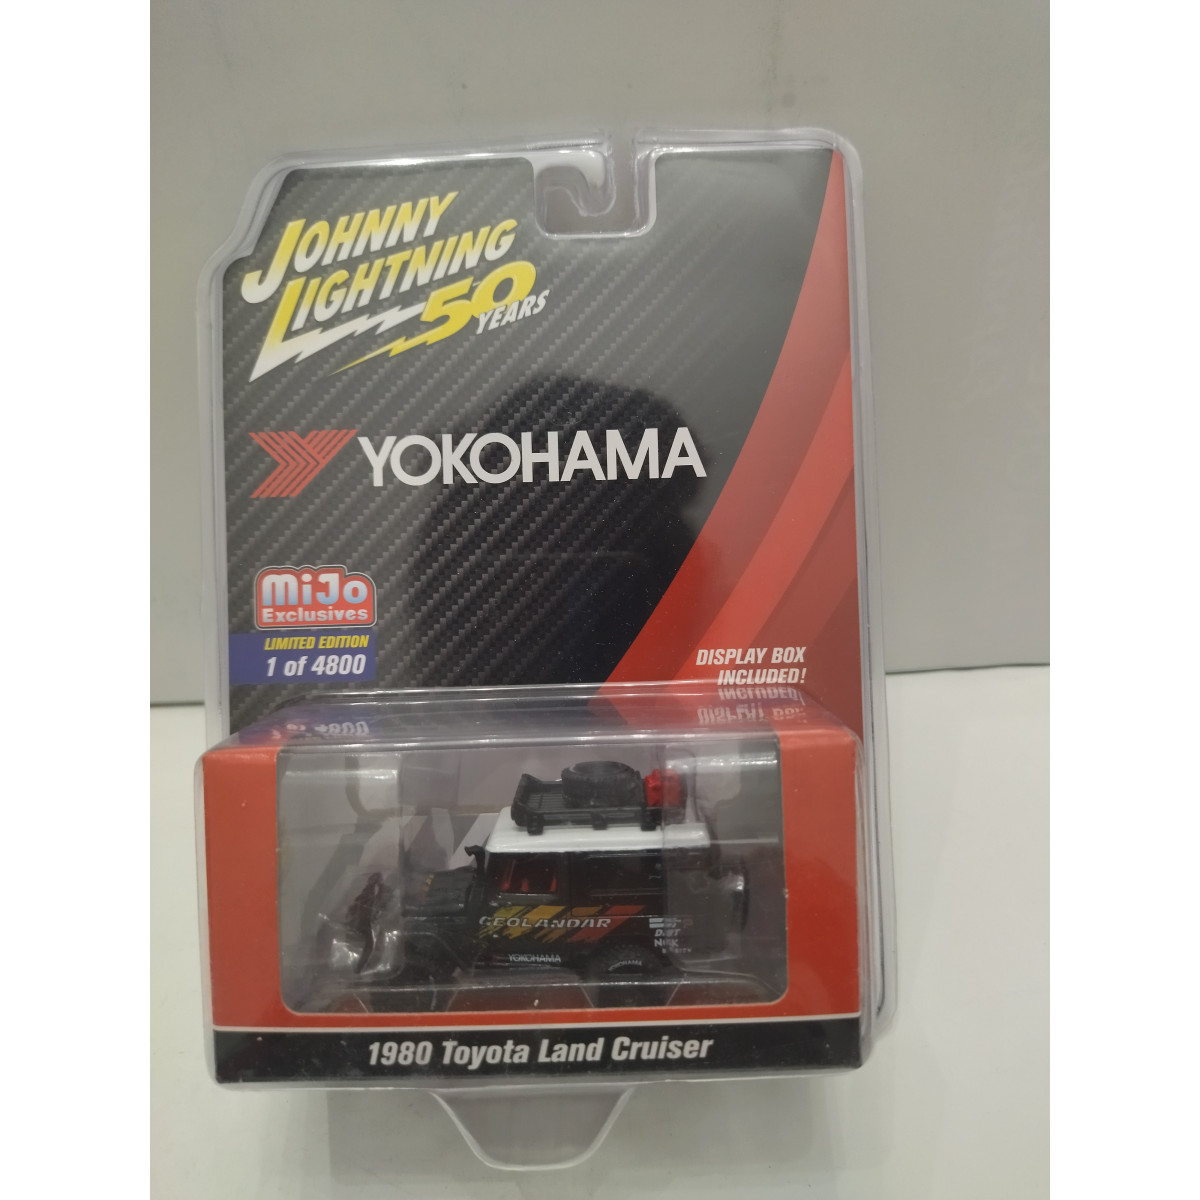 JOHNNY
LIGHTNING
50
YEARS
YOKOHAMA
MiJo
Exclusives
LIMITED EDITION
1 of 4800
DISPLAY BOX
INCLUDED!
GEOLANDAR
YOKOHAMA
YOKOHAMA
1980 Toyota Land Cruiser